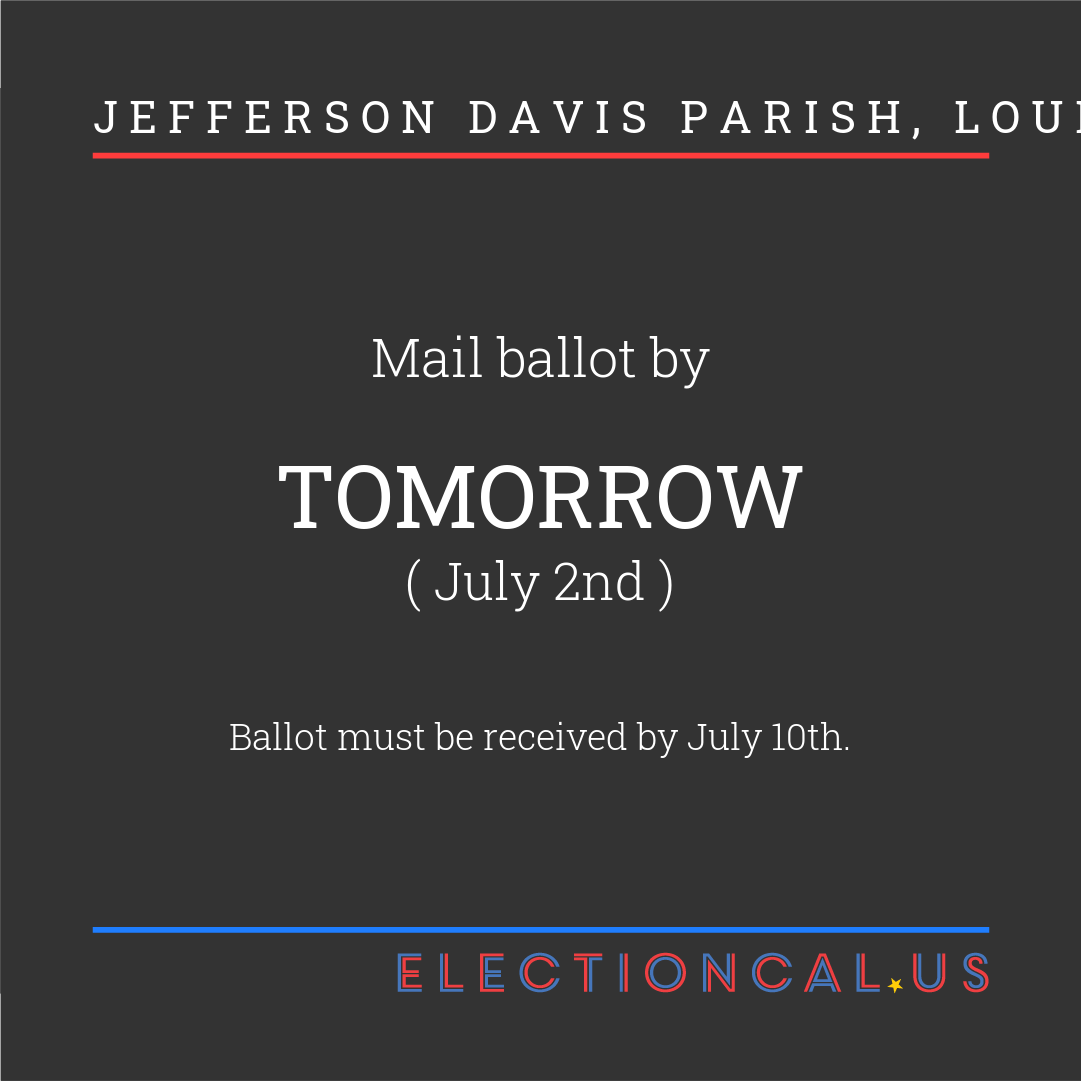 JEFFERSON DAVIS PARISH, LOU
Mail ballot by
TOMORROW
( July 2nd )
Ballot must be received by July 10th.
ELECTIONCAL.US